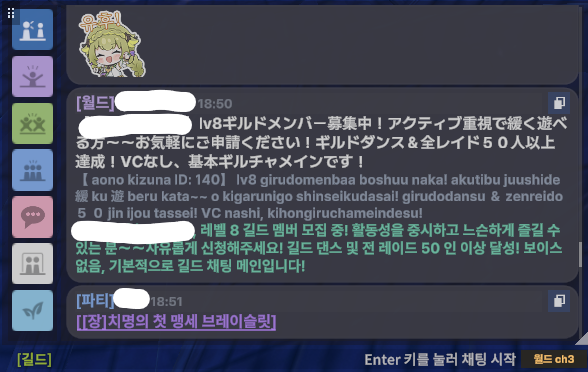 유후!
[월드] 18:50
lv8ギルドメンバー募集中！アクティブ重視で緩く遊べ
る方～～お気軽にご申請ください！ギルドダンス＆全レイド５０人以上
達成！VCなし、基本ギルチャメインです！
【 aono kizuna ID: 140】 lv8 girudomenbaa boshuu naka! akutibu juushide
緩 ku 遊 beru kata~~ o kigarunigo shinseikudasai! girudodansu ＆ zenreido
５０ jin ijou tassei! VC nashi, kihongiruchameindesu!
레벨 8 길드 멤버 모집 중! 활동성을 중시하고 느슨하게 즐길 수
있는 분～～자유롭게 신청해주세요! 길드 댄스 및 전 레이드 50 인 이상 달성! 보이스
없음, 기본적으로 길드 채팅 메인입니다!
[파티] 18:51
[[장]치명의 첫 맹세 브레이슬릿]
[길드] Enter 키를 눌러 채팅 시작 월드 ch3